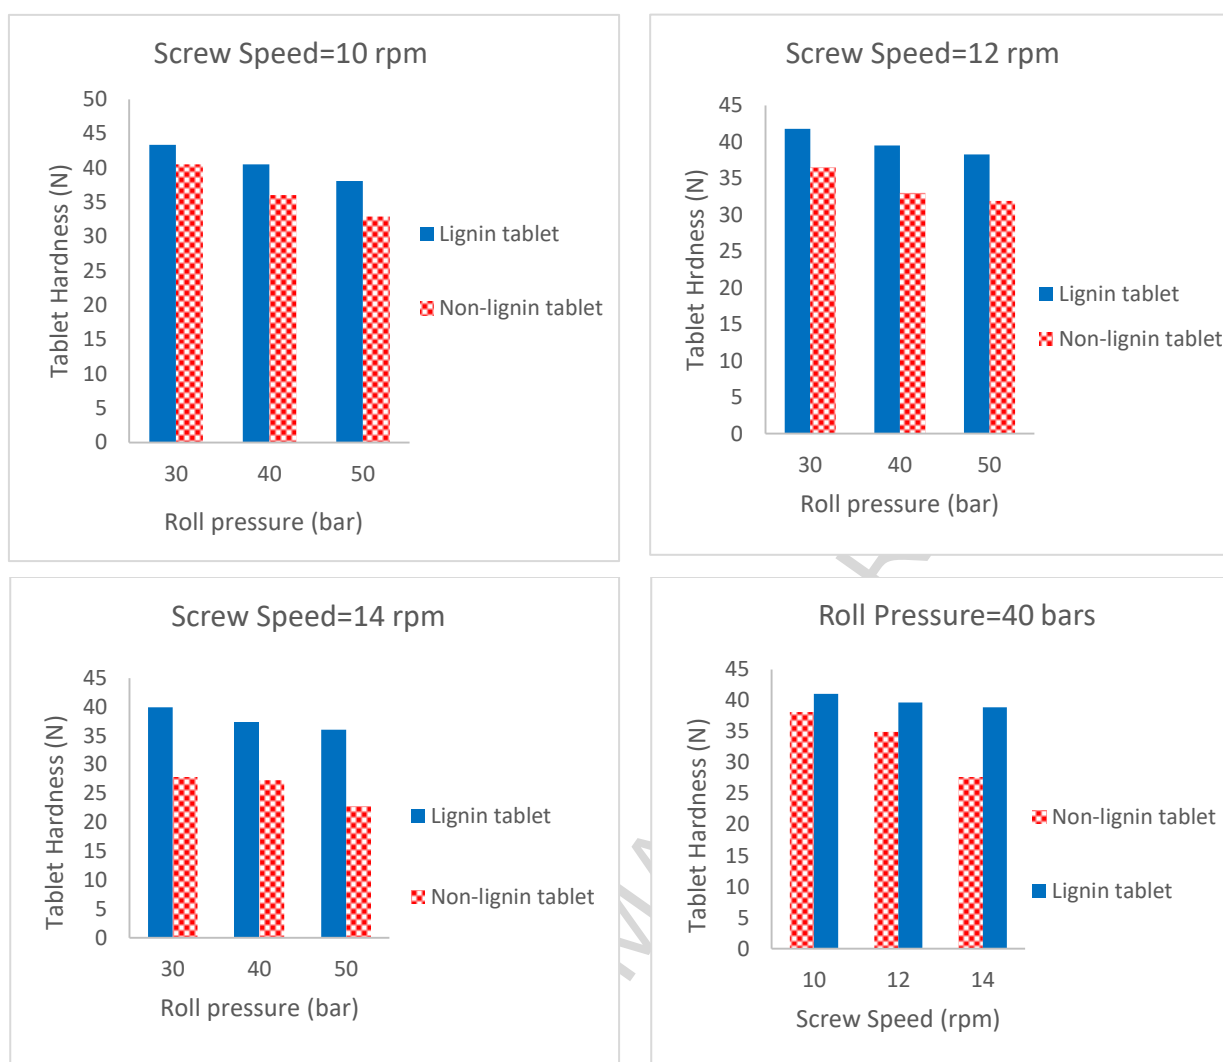 Screw Speed=10 rpm
50
45
40
35
30
25
20
15
10
5
0
Tablet Hardness (N)
30 40 50
Roll pressure (bar)
Lignin tablet
Non-lignin tablet
Screw Speed=12 rpm
45
40
35
30
25
20
15
10
5
0
Tablet Hrdness (N)
30 40 50
Roll pressure (bar)
Lignin tablet
Non-lignin tablet
Screw Speed=14 rpm
45
40
35
30
25
20
15
10
5
0
Tablet Hardness (N)
30 40 50
Roll pressure (bar)
Lignin tablet
Non-lignin tablet
Roll Pressure=40 bars
45
40
35
30
25
20
15
10
5
0
Tablet Hardness (N)
10 12 14
Screw Speed (rpm)
Non-lignin tablet
Lignin tablet